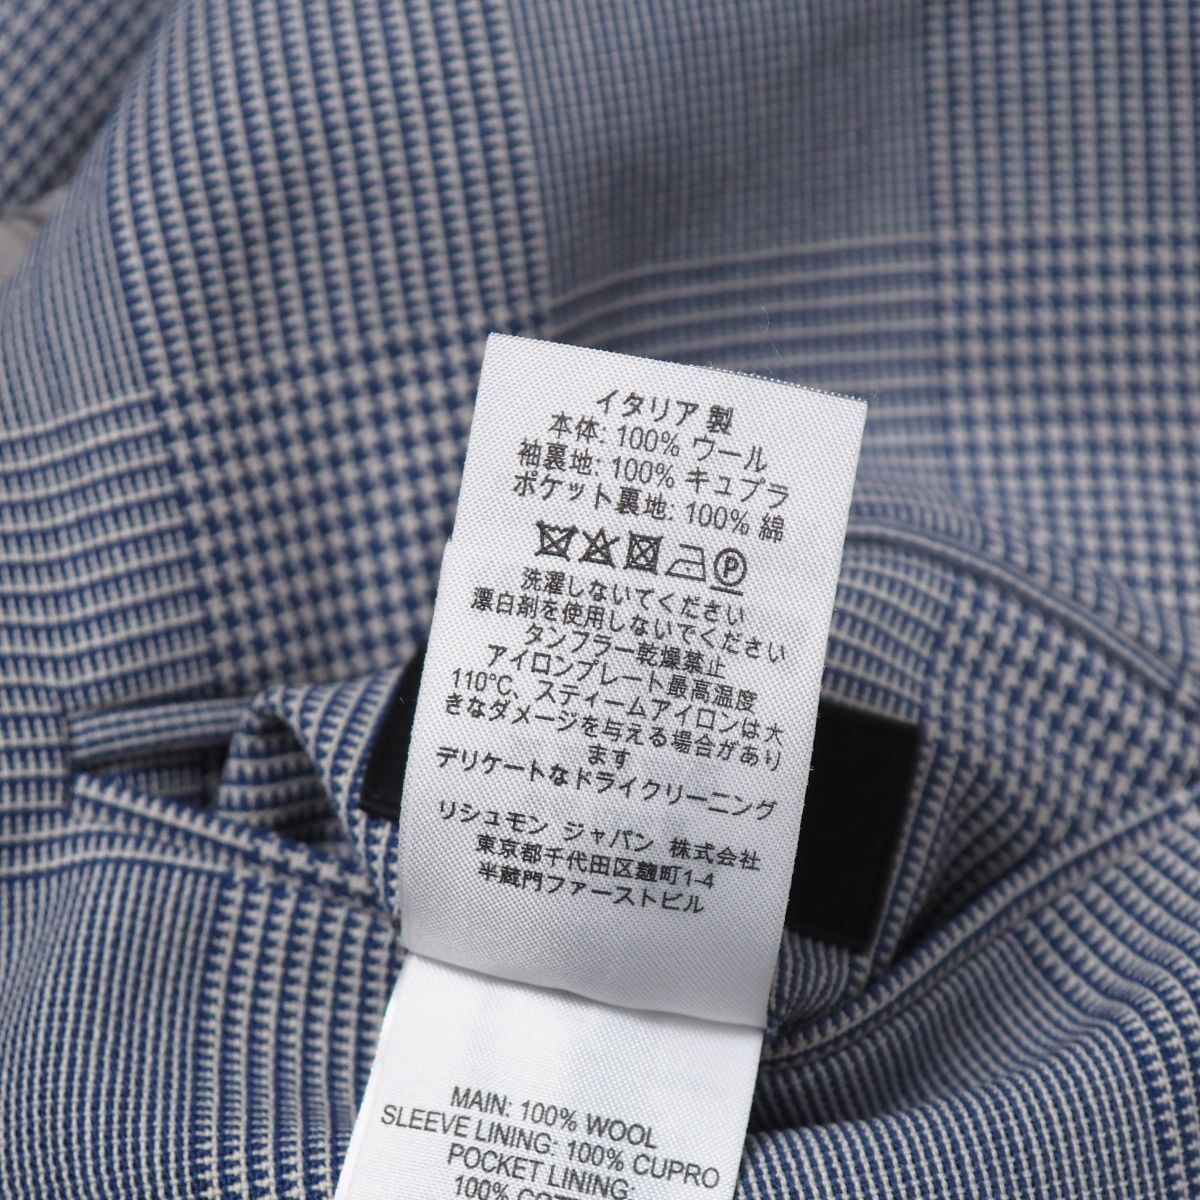 イタリア 製
本体: 100% ウール
袖裏地: 100% キュプラ
ポケット裏地: 100% 綿
P
洗濯しないでください
漂白剤を使用しないでください
タンブラー乾燥禁止
アイロンプレート最高温度
110°C、スティームアイロンは大
きなダメージを与える場合があり
ます
デリケートなドライクリーニング
リシュモン ジャパン 株式会社
東京都千代田区麹町1-4
半蔵門ファーストビル
MAIN: 100% WOOL
SLEEVE LINING: 100% CUPRO
POCKET LINING:
100%